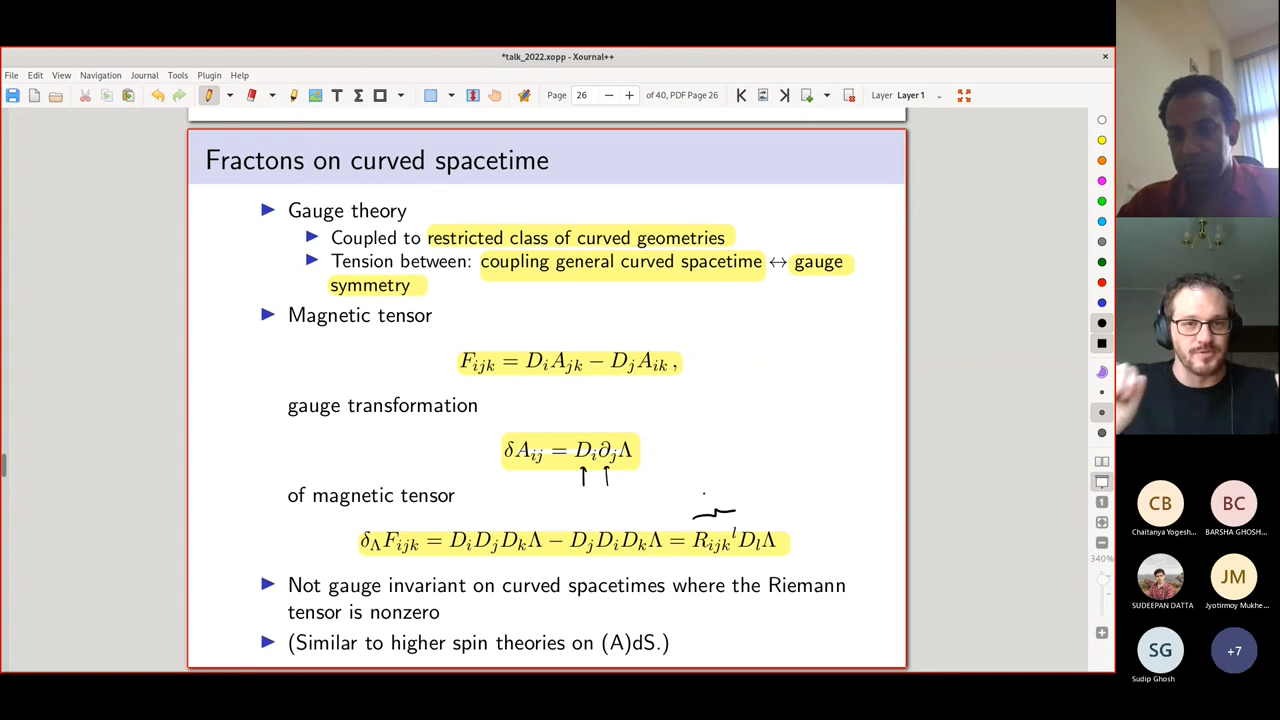 *talk_2022.xopp - Xournal++
File Edit View Navigation Journal Tools Plugin Help
Page 26 of 40, PDF Page 26 Layer Layer 1
Fractons on curved spacetime
Gauge theory
Coupled to restricted class of curved geometries
Tension between: coupling general curved spacetime ↔ gauge
symmetry
Magnetic tensor
F_{ijk} = D_i A_{jk} − D_j A_{ik} ,
gauge transformation
δA_{ij} = D_i ∂_j Λ
of magnetic tensor
δ_Λ F_{ijk} = D_i D_j D_k Λ − D_j D_i D_k Λ = R_{ijk}^l D_l Λ
Not gauge invariant on curved spacetimes where the Riemann
tensor is nonzero
(Similar to higher spin theories on (A)dS.)
340%
CB BC
Chaitanya Yogesh... BARSHA GHOSH...
JM
SUDEEPAN DATTA Jyotirmoy Mukhe...
SG +7
Sudip Ghosh